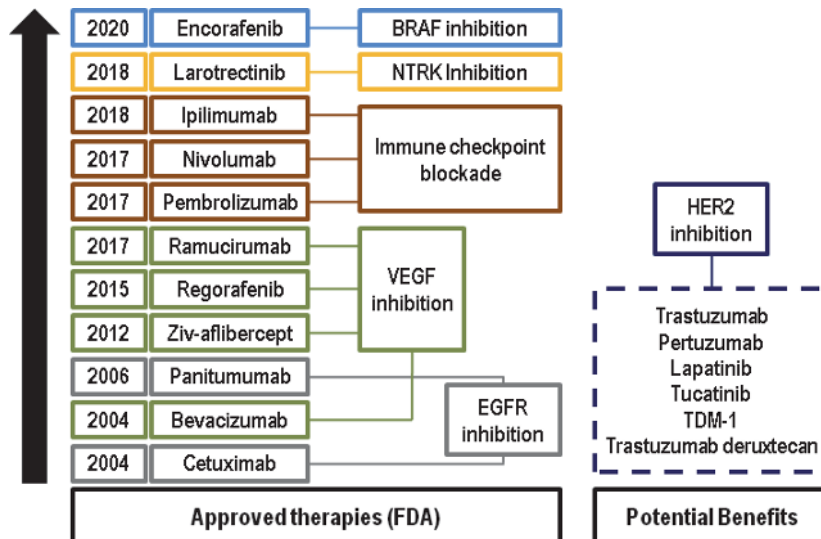 2020 Encorafenib BRAF inhibition
2018 Larotrectinib NTRK Inhibition
2018 Ipilimumab
2017 Nivolumab
2017 Pembrolizumab
Immune checkpoint
blockade
2017 Ramucirumab
2015 Regorafenib
2012 Ziv-aflibercept
VEGF
inhibition
2006 Panitumumab
2004 Bevacizumab
2004 Cetuximab
EGFR
inhibition
Approved therapies (FDA)
HER2
inhibition
Trastuzumab
Pertuzumab
Lapatinib
Tucatinib
TDM-1
Trastuzumab deruxtecan
Potential Benefits